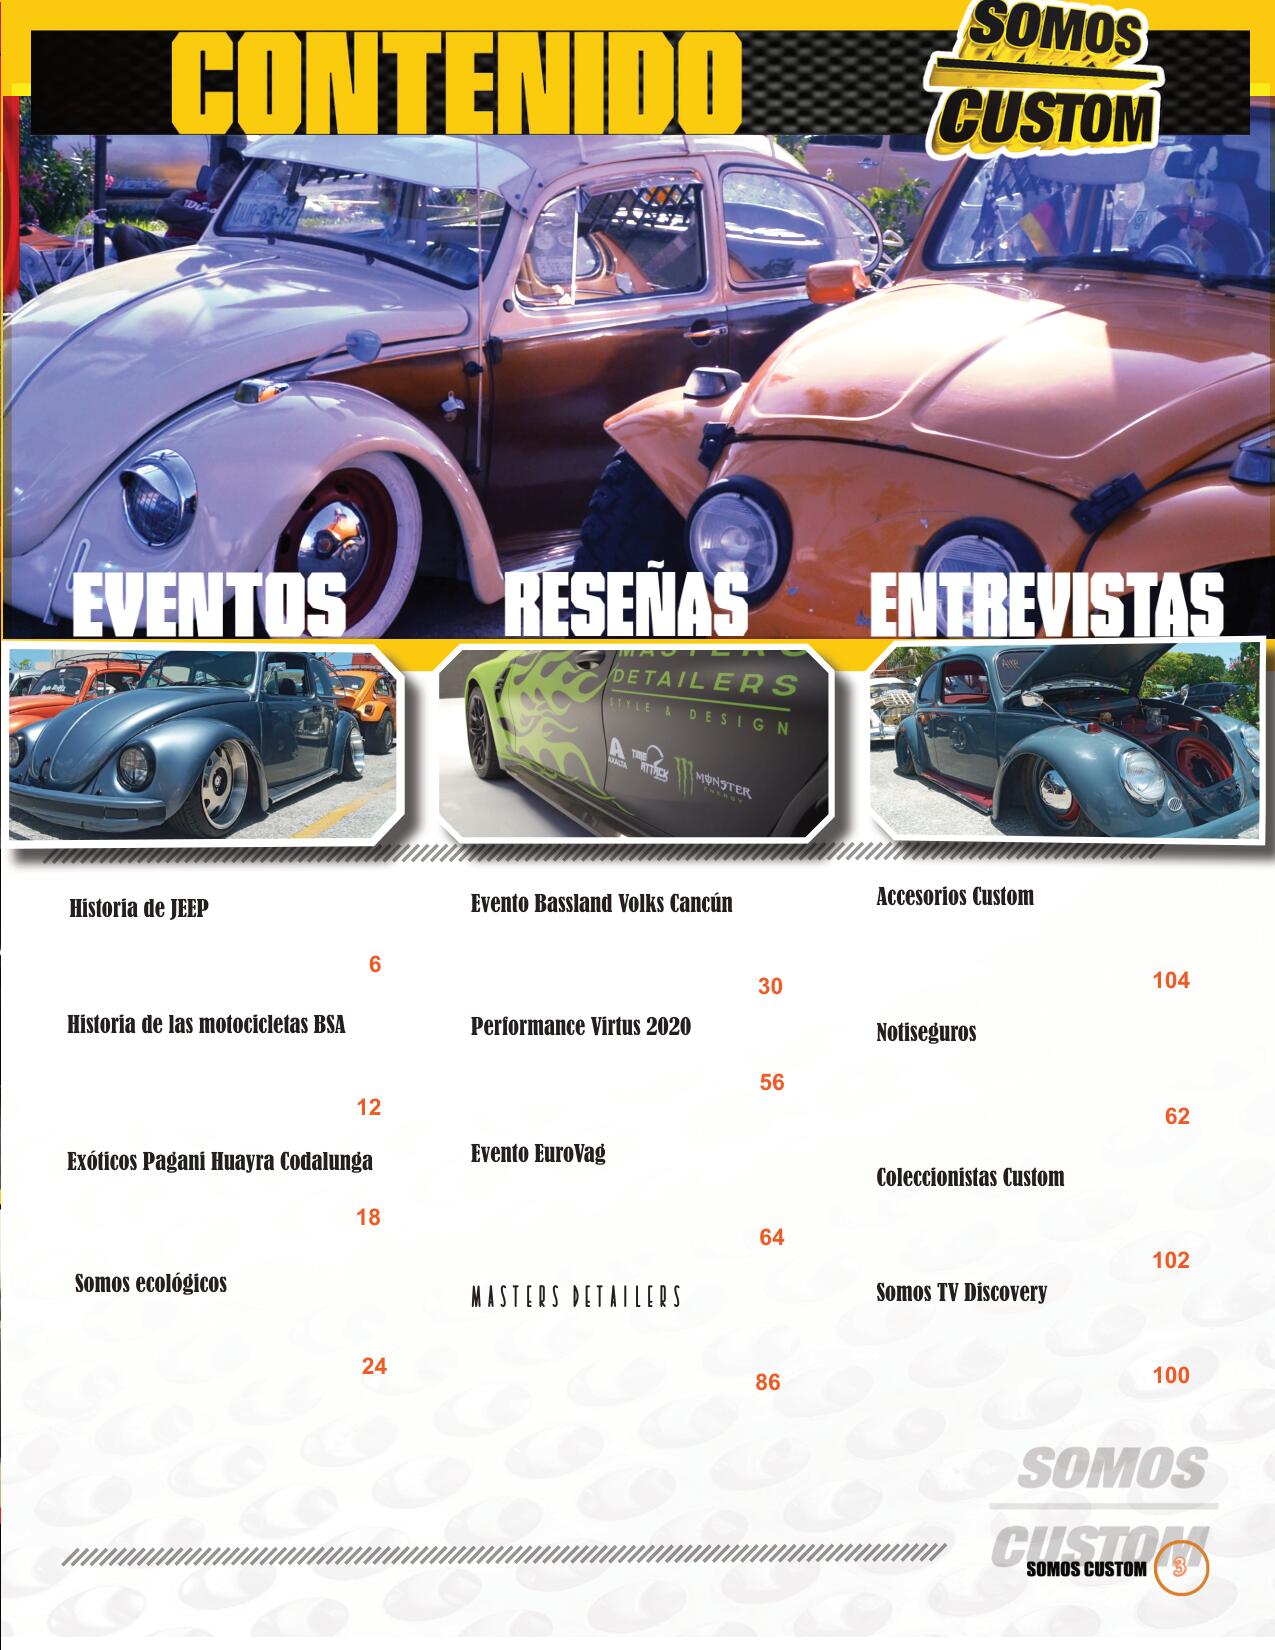 CONTENIDO
SOMOS
CUSTOM
EVENTOS
RESEÑAS
ENTREVISTAS
MASTERS
DETAILERS
STYLE & DESIGN
AXALTA
TIME
ATTACK
MONSTER
ENERGY
Historia de JEEP
6
Historia de las motocicletas BSA
12
Exóticos Pagani Huayra Codalunga
18
Somos ecológicos
24
Evento Bassland Volks Cancún
30
Performance Virtus 2020
56
Evento EuroVag
64
MASTERS DETAILERS
86
Accesorios Custom
104
Notiseguros
62
Coleccionistas Custom
102
Somos TV Discovery
100
SOMOS
CUSTOM
SOMOS CUSTOM 3